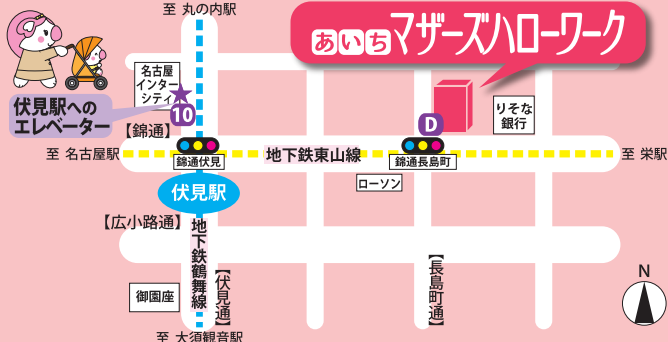 至 丸の内駅
あいちマザーズハローワーク
名古屋
インター
シティ
りそな
銀行
伏見駅への
エレベーター
10
D
【錦通】
至 名古屋駅
錦通伏見
地下鉄東山線
錦通長島町
至 栄駅
ローソン
伏見駅
【広小路通】
地下鉄鶴舞線
【伏見通】
【長島町通】
御園座
N
至 大須観音駅